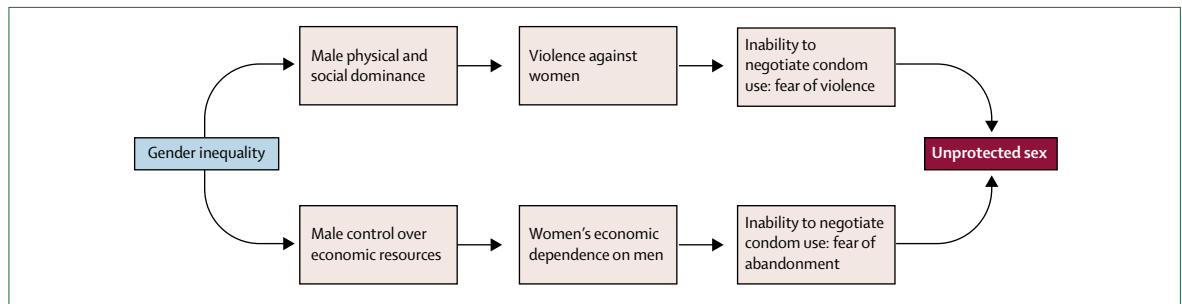 Male physical and
social dominance
Violence against
women
Inability to
negotiate condom
use: fear of violence
Gender inequality
Unprotected sex
Male control over
economic resources
Women’s economic
dependence on men
Inability to negotiate
condom use: fear of
abandonment